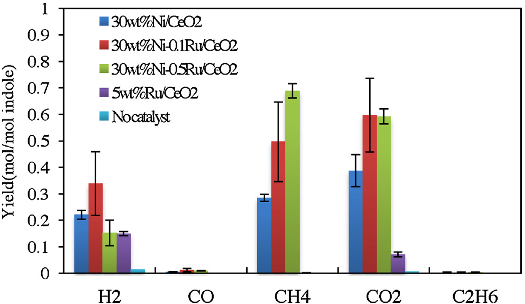 1
0.9
0.8
0.7
0.6
0.5
0.4
0.3
0.2
0.1
0
Yield(mol/mol indole)
30wt%Ni/CeO2
30wt%Ni-0.1Ru/CeO2
30wt%Ni-0.5Ru/CeO2
5wt%Ru/CeO2
Nocatalyst
H2 CO CH4 CO2 C2H6